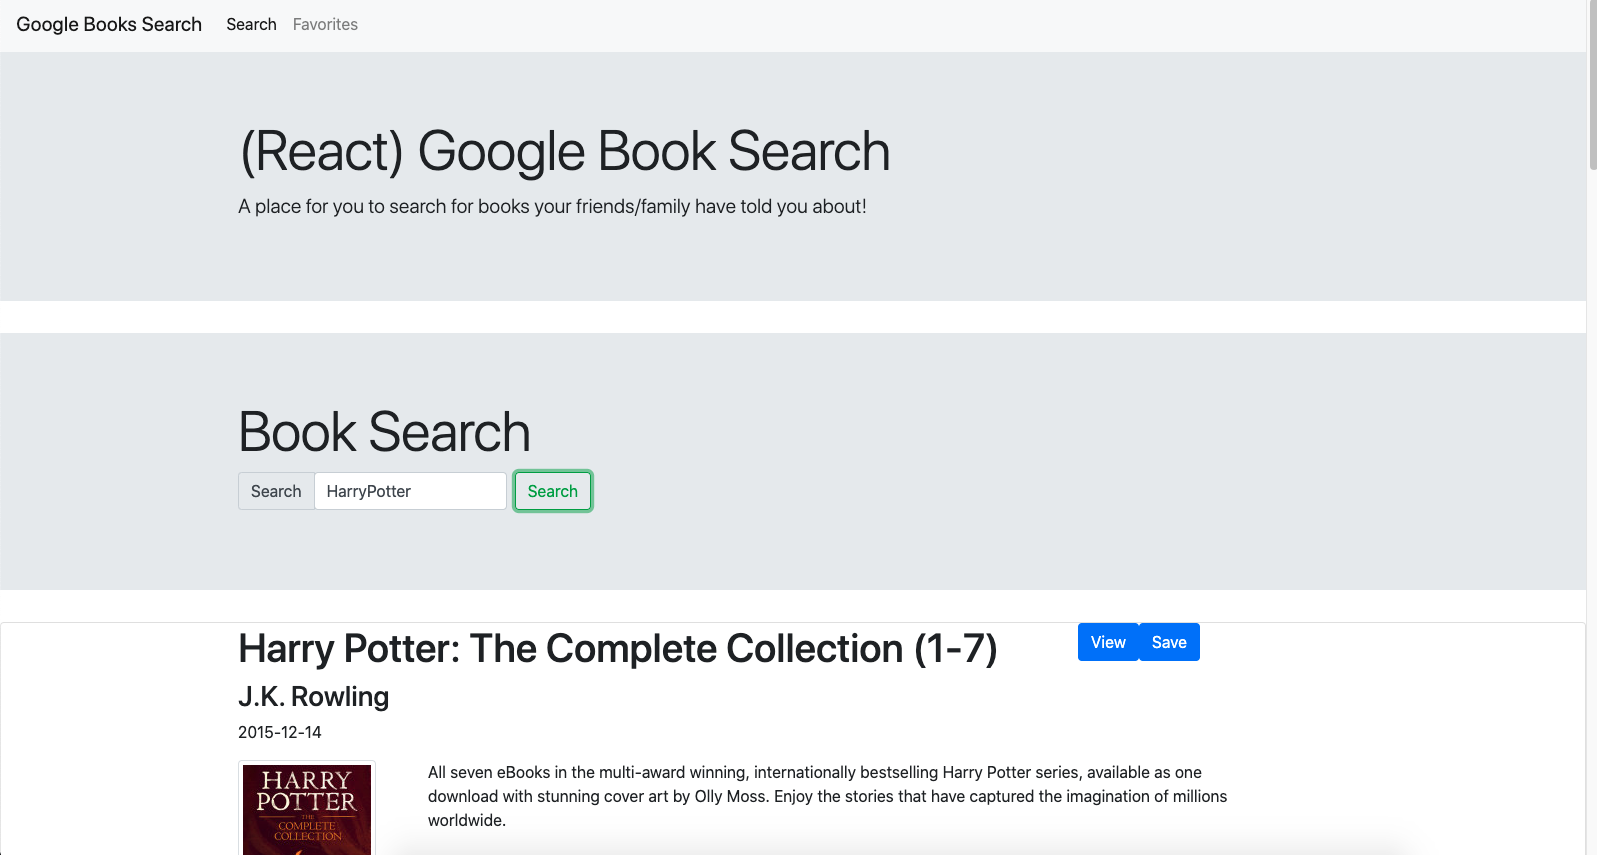 Google Books Search Search Favorites
(React) Google Book Search
A place for you to search for books your friends/family have told you about!
Book Search
Search HarryPotter Search
Harry Potter: The Complete Collection (1-7) View Save
J.K. Rowling
2015-12-14
All seven eBooks in the multi-award winning, internationally bestselling Harry Potter series, available as one
download with stunning cover art by Olly Moss. Enjoy the stories that have captured the imagination of millions
worldwide.
HARRY
POTTER
THE
COMPLETE
COLLECTION